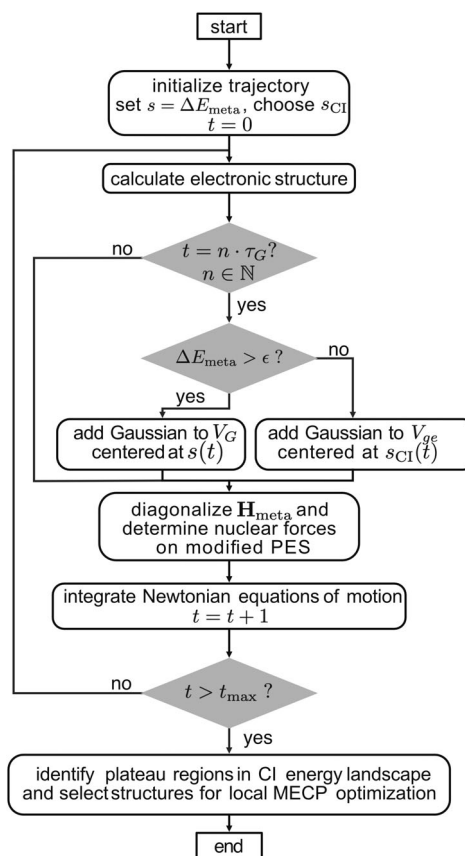 start
initialize trajectory
set s = ΔE_meta, choose s_CI
t = 0
calculate electronic structure
no
t = n · τ_G?
n ∈ ℕ
yes
ΔE_meta > ϵ ?
no
yes
add Gaussian to V_G
centered at s(t)
add Gaussian to V_ge
centered at s_CI(t)
diagonalize H_meta and
determine nuclear forces
on modified PES
integrate Newtonian equations of motion
t = t + 1
no
t > t_max ?
yes
identify plateau regions in CI energy landscape
and select structures for local MECP optimization
end